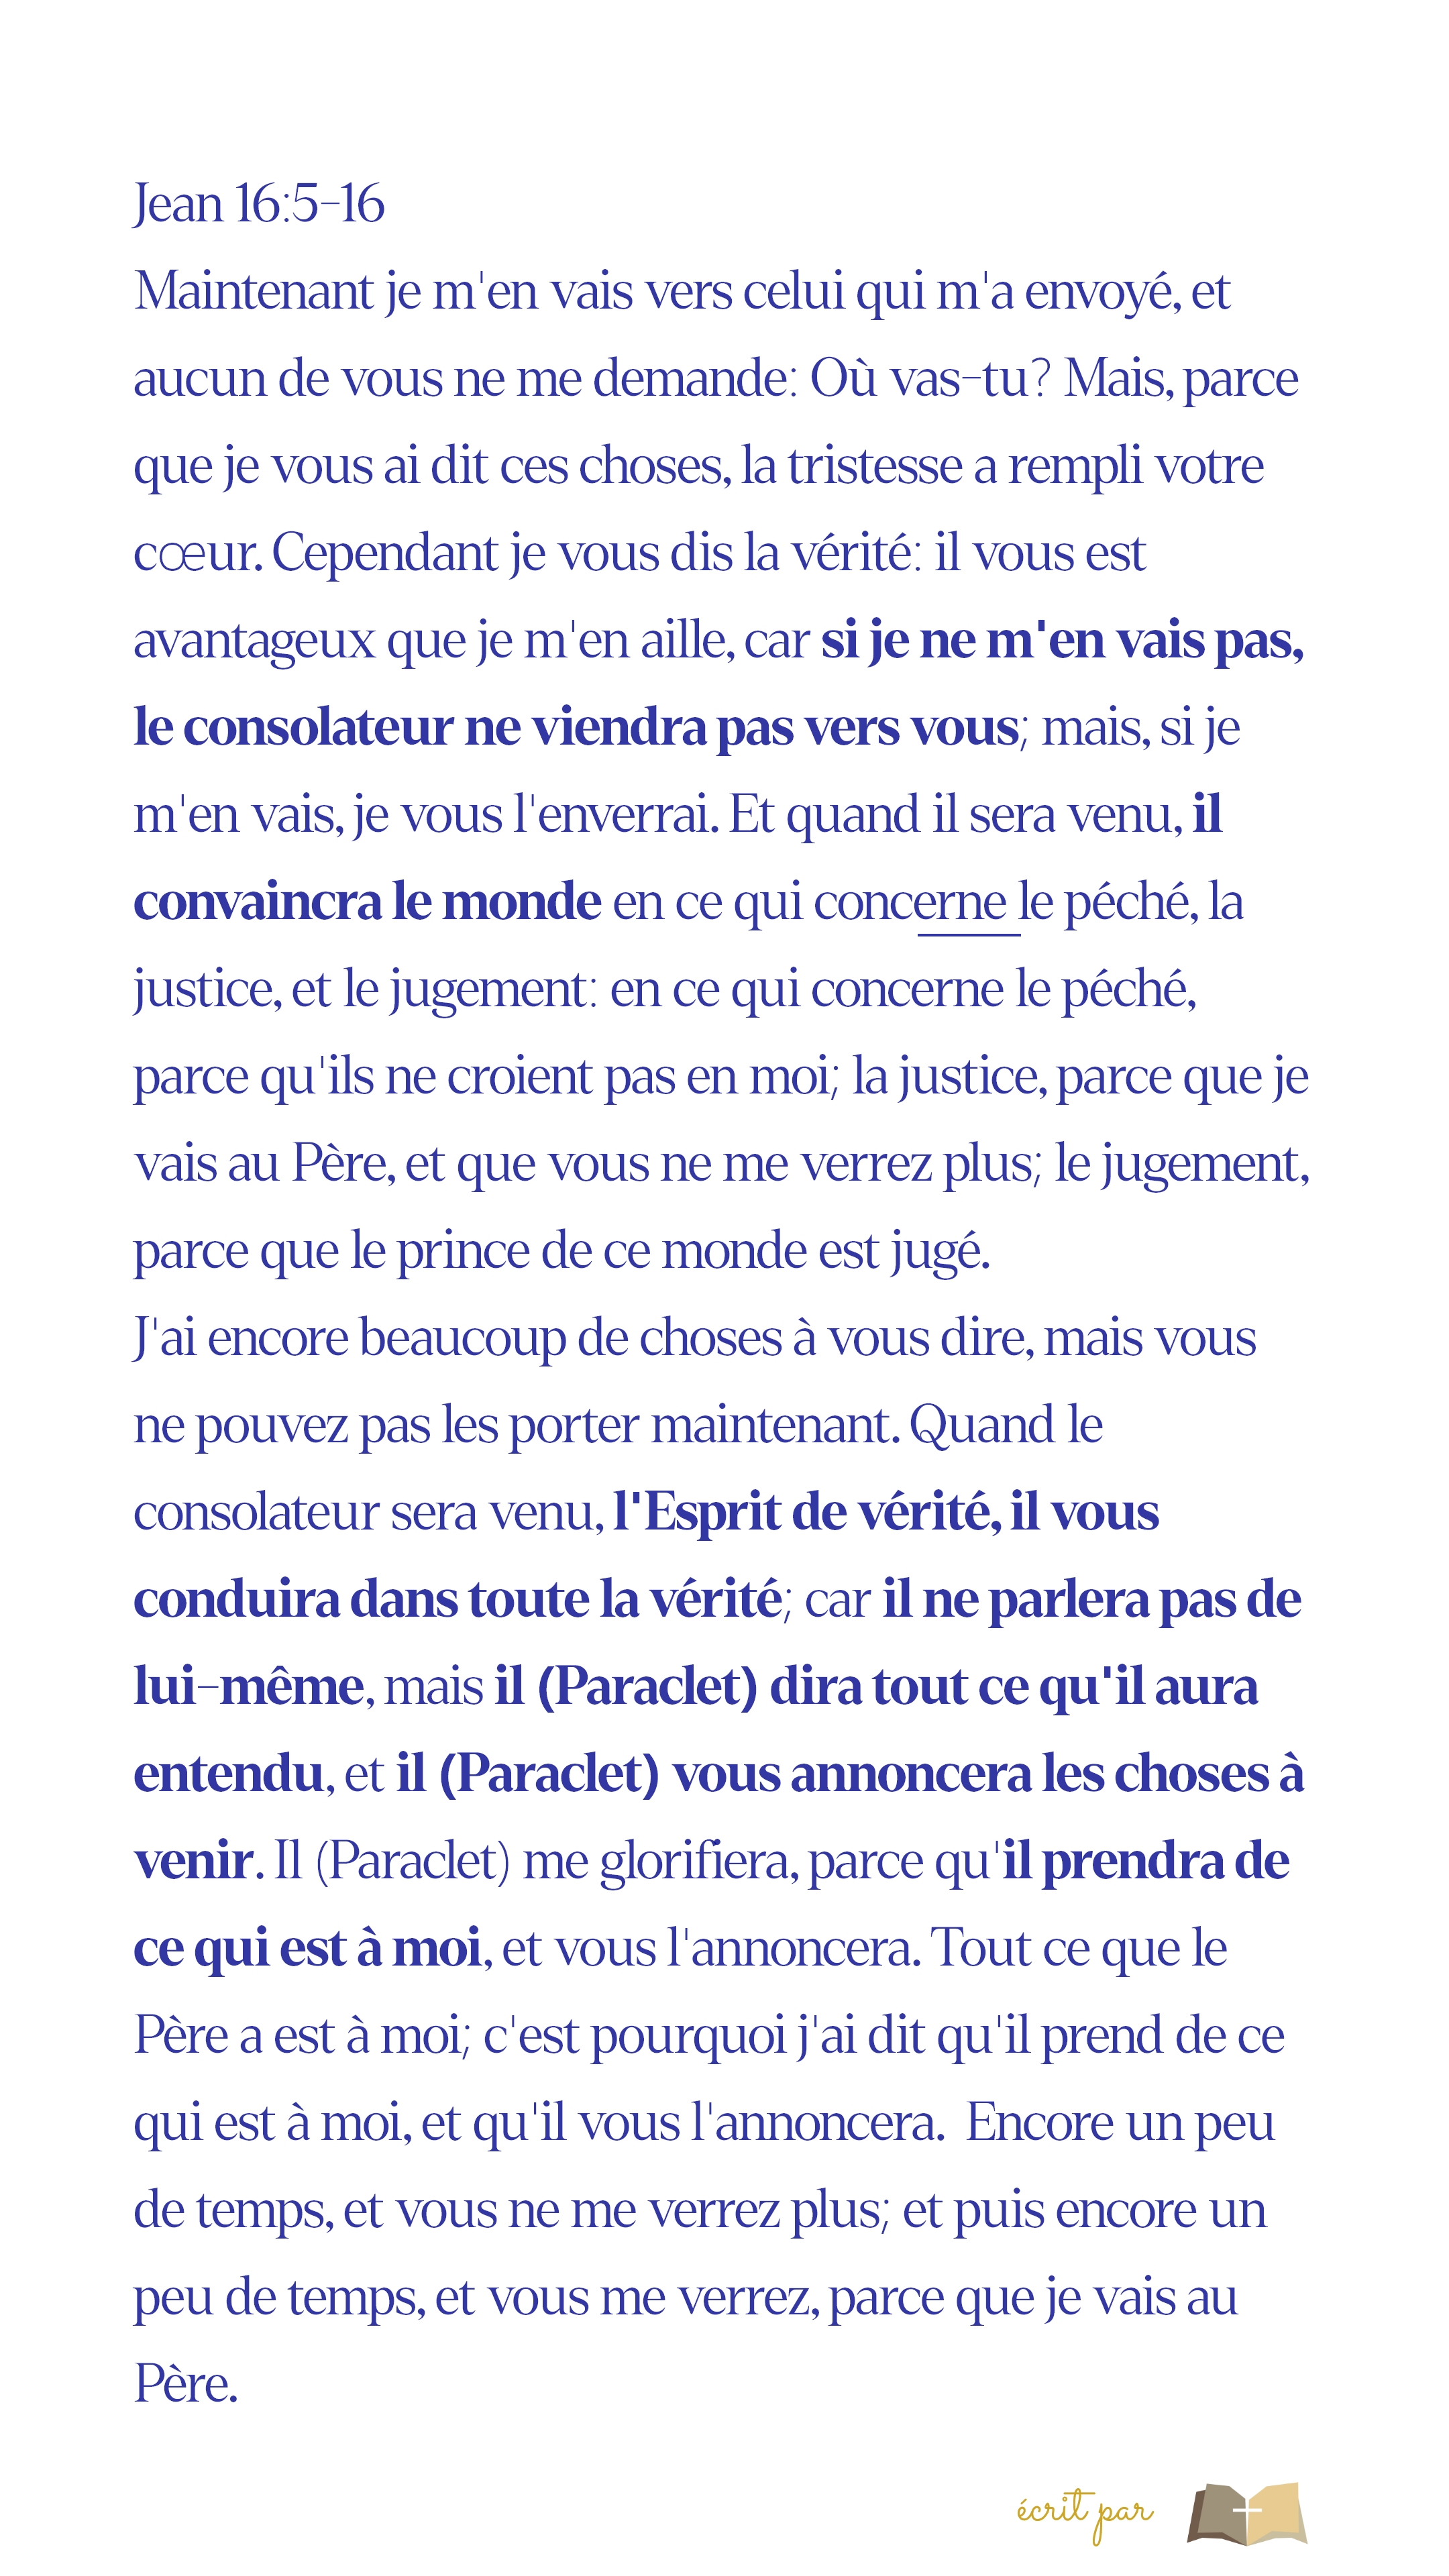 Jean 16:5-16
Maintenant je m'en vais vers celui qui m'a envoyé, et
aucun de vous ne me demande: Où vas-tu? Mais, parce
que je vous ai dit ces choses, la tristesse a rempli votre
cœur. Cependant je vous dis la vérité: il vous est
avantageux que je m'en aille, car si je ne m'en vais pas,
le consolateur ne viendra pas vers vous; mais, si je
m'en vais, je vous l'enverrai. Et quand il sera venu, il
convaincra le monde en ce qui concerne le péché, la
justice, et le jugement: en ce qui concerne le péché,
parce qu'ils ne croient pas en moi; la justice, parce que je
vais au Père, et que vous ne me verrez plus; le jugement,
parce que le prince de ce monde est jugé.
J'ai encore beaucoup de choses à vous dire, mais vous
ne pouvez pas les porter maintenant. Quand le
consolateur sera venu, l'Esprit de vérité, il vous
conduira dans toute la vérité; car il ne parlera pas de
lui-même, mais il (Paraclet) dira tout ce qu'il aura
entendu, et il (Paraclet) vous annoncera les choses à
venir. Il (Paraclet) me glorifiera, parce qu'il prendra de
ce qui est à moi, et vous l'annoncera. Tout ce que le
Père a est à moi; c'est pourquoi j'ai dit qu'il prend de ce
qui est à moi, et qu'il vous l'annoncera.  Encore un peu
de temps, et vous ne me verrez plus; et puis encore un
peu de temps, et vous me verrez, parce que je vais au
Père.
écrit par